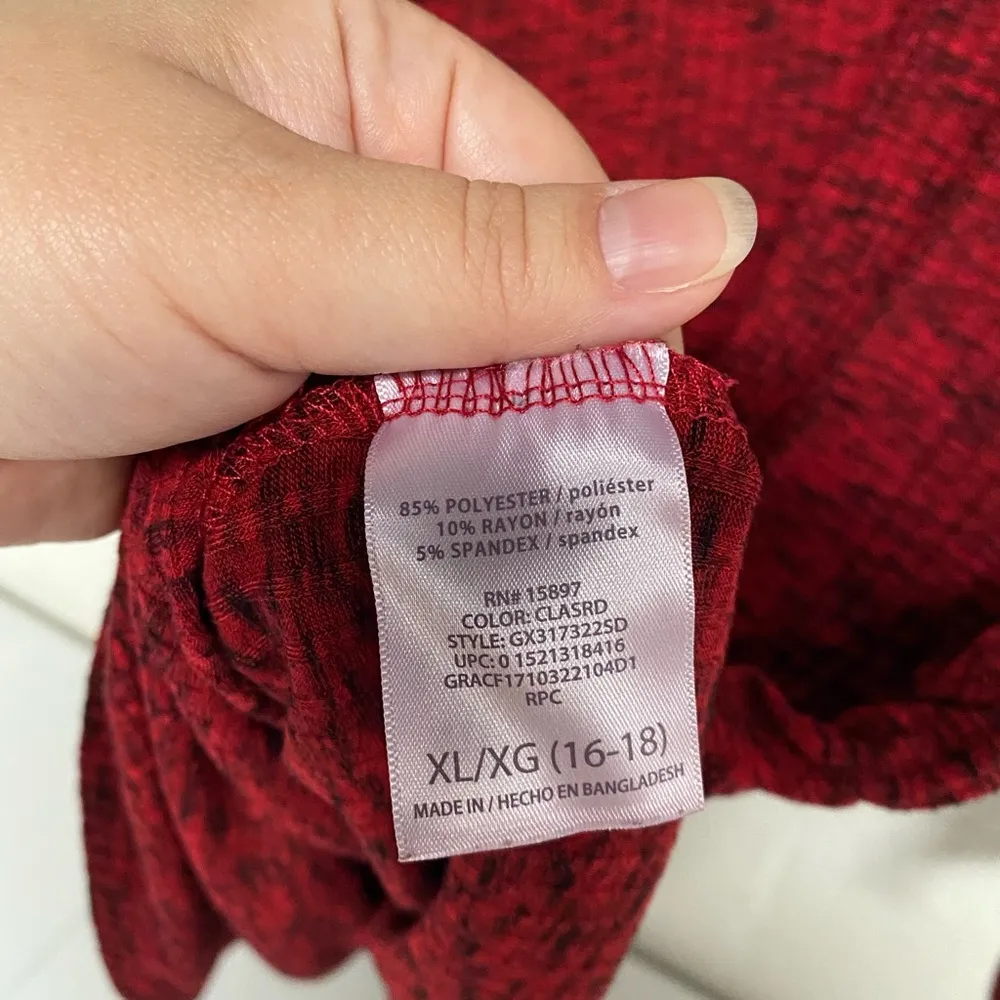 85% POLYESTER / poliéster
10% RAYON / rayón
5% SPANDEX / spandex
RN# 15897
COLOR: CLASRD
STYLE: GX317322SD
UPC: 0 1521318416
GRACF1710322104D1
RPC
XL/XG (16-18)
MADE IN / HECHO EN BANGLADESH